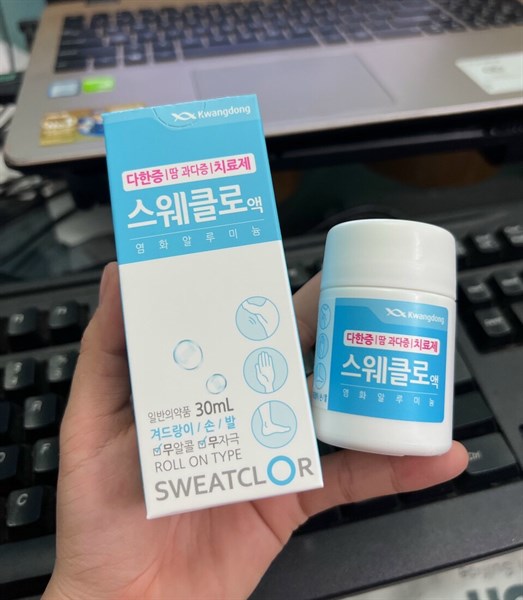 Kwangdong
다한증|땀 과다증|치료제
스웨클로액
염화알루미늄
일반의약품 30mL
겨드랑이/손/발
무알콜 무자극
ROLL ON TYPE
SWEATCLOR
Kwangdong
다한증|땀 과다증|치료제
스웨클로액
염화알루미늄